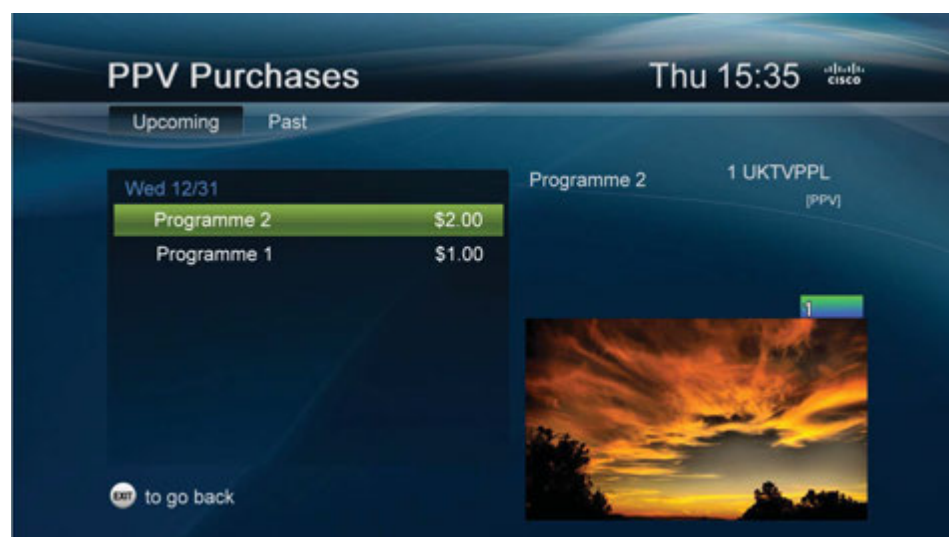 PPV Purchases
Thu 15:35
CISCO
Upcoming Past
Wed 12/31
Programme 2 $2.00
Programme 1 $1.00
Programme 2 1 UKTVPPL
[PPV]
1
EXIT to go back